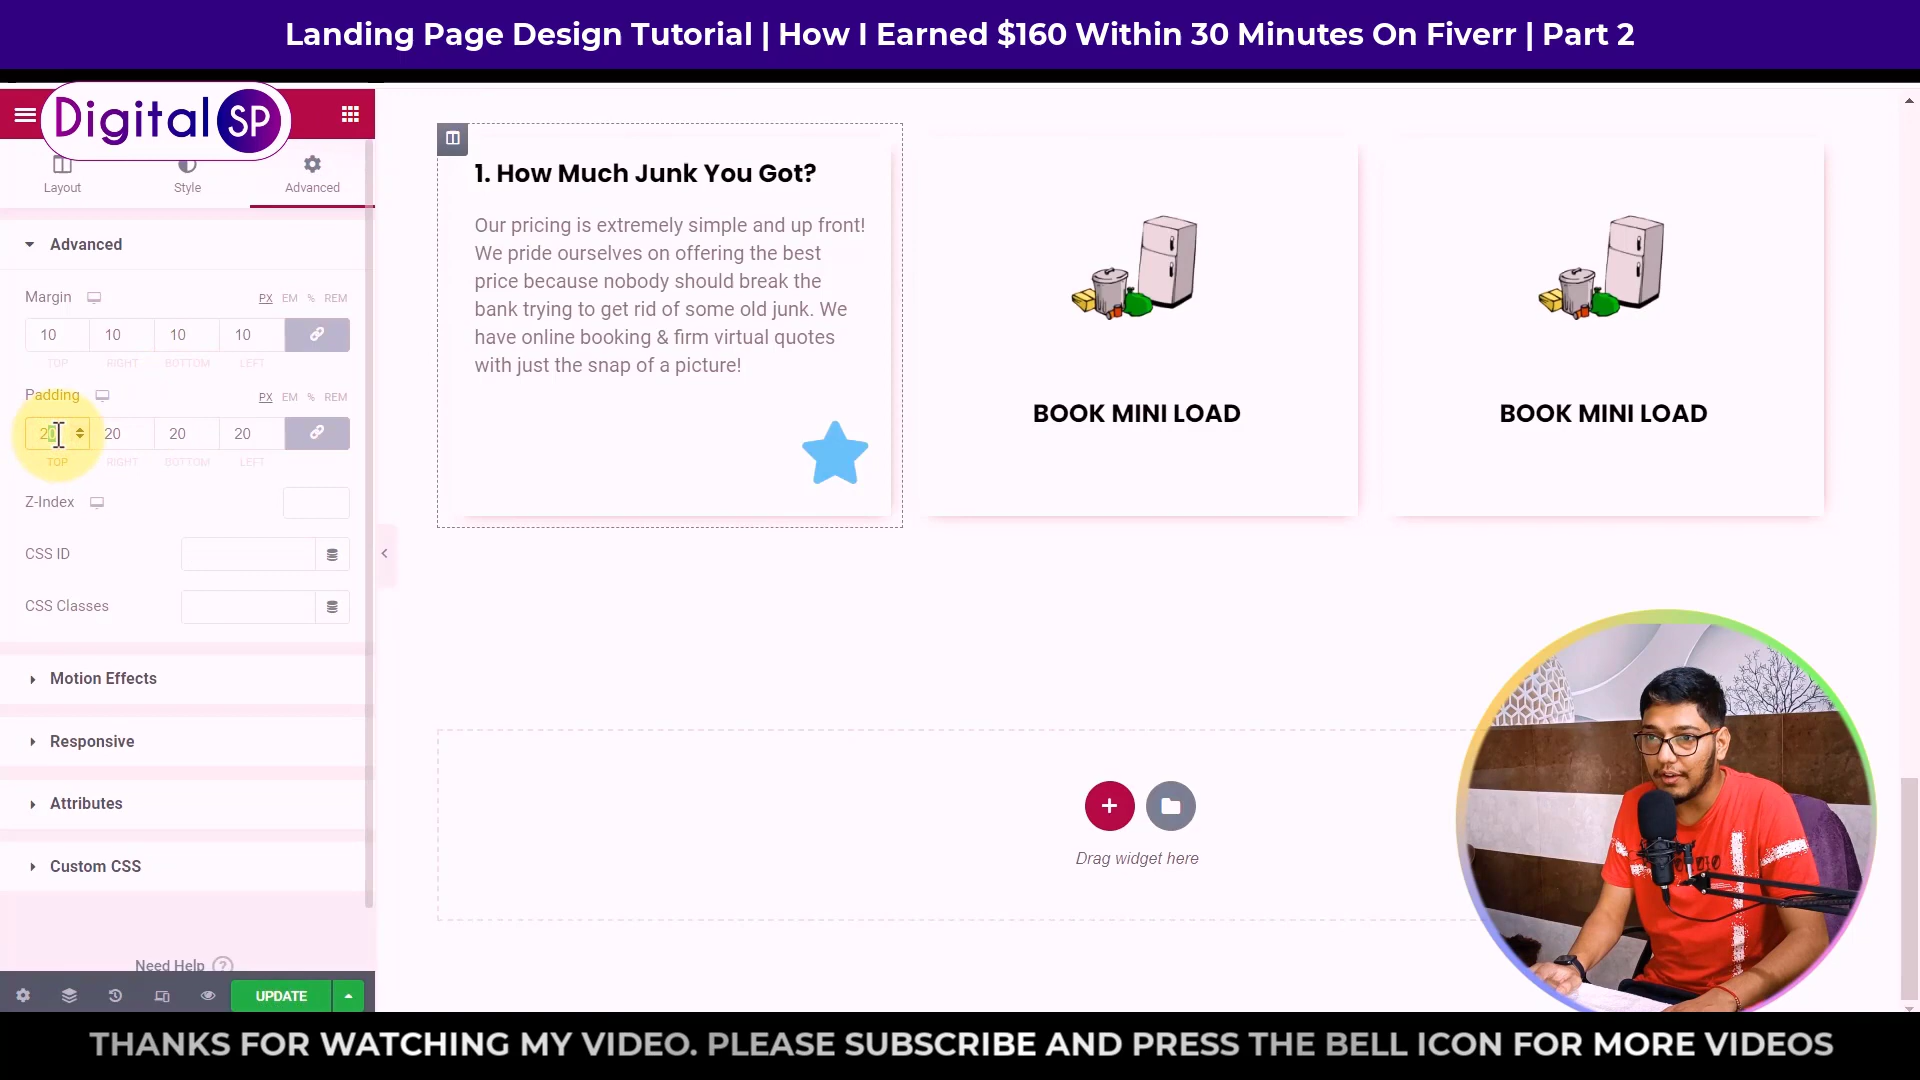 Landing Page Design Tutorial | How I Earned $160 Within 30 Minutes On Fiverr | Part 2
Digital SP
Layout
Style
Advanced
Advanced
Margin
PX EM % REM
10 10 10 10
TOP RIGHT BOTTOM LEFT
Padding
PX EM % REM
20 20 20 20
TOP RIGHT BOTTOM LEFT
Z-Index
CSS ID
CSS Classes
Motion Effects
Responsive
Attributes
Custom CSS
Need Help ?
UPDATE
1. How Much Junk You Got?
Our pricing is extremely simple and up front!
We pride ourselves on offering the best
price because nobody should break the
bank trying to get rid of some old junk. We
have online booking & firm virtual quotes
with just the snap of a picture!
BOOK MINI LOAD
BOOK MINI LOAD
Drag widget here
THANKS FOR WATCHING MY VIDEO. PLEASE SUBSCRIBE AND PRESS THE BELL ICON FOR MORE VIDEOS